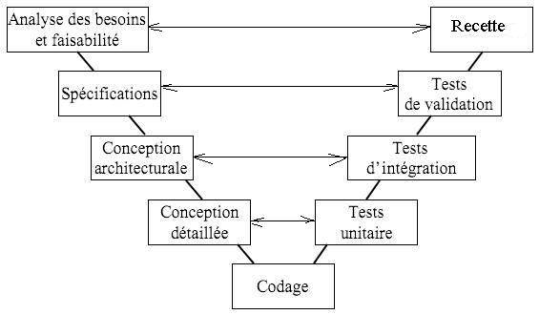 Analyse des besoins
et faisabilité
Recette
Spécifications
Tests
de validation
Conception
architecturale
Tests
d'intégration
Conception
détaillée
Tests
unitaire
Codage